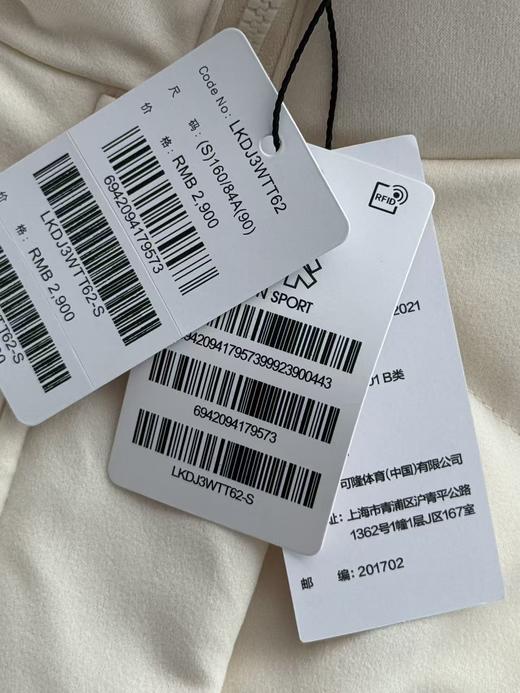 Code No: LKDJ3WTT62
尺 码: (S)160/84A(90)
价 格: RMB 2,900
6942094179573
LKDJ3WTT62-S
价 格: RMB 2,900
RFID
SPORT
6942094179573
LKDJ3WTT62-S
2021
B类
可隆体育(中国)有限公司
址: 上海市青浦区沪青平公路
1362号1幢1层J区167室
邮 编: 201702